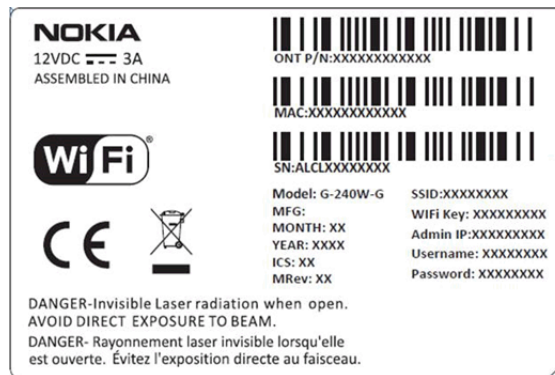 NOKIA
12VDC 3A
ASSEMBLED IN CHINA
WiFi®
CE
ONT P/N:XXXXXXXXXXXX
MAC:XXXXXXXXXXXX
SN:ALCLXXXXXXXX
Model: G-240W-G
MFG:
MONTH: XX
YEAR: XXXX
ICS: XX
MRev: XX
SSID:XXXXXXXX
WIFi Key: XXXXXXXXX
Admin IP:XXXXXXXXX
Username: XXXXXXXX
Password: XXXXXXXX
DANGER-Invisible Laser radiation when open.
AVOID DIRECT EXPOSURE TO BEAM.
DANGER- Rayonnement laser invisible lorsqu'elle
est ouverte. Évitez l'exposition directe au faisceau.